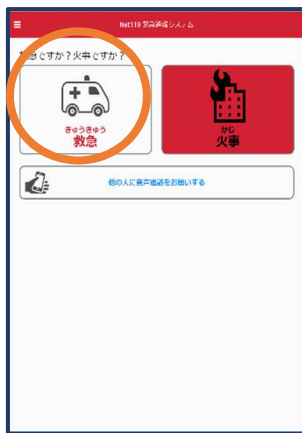 Net119 緊急通報システム
救急ですか？火事ですか？
きゅうきゅう
救急
かじ
火事
他の人に音声通話をお願いする